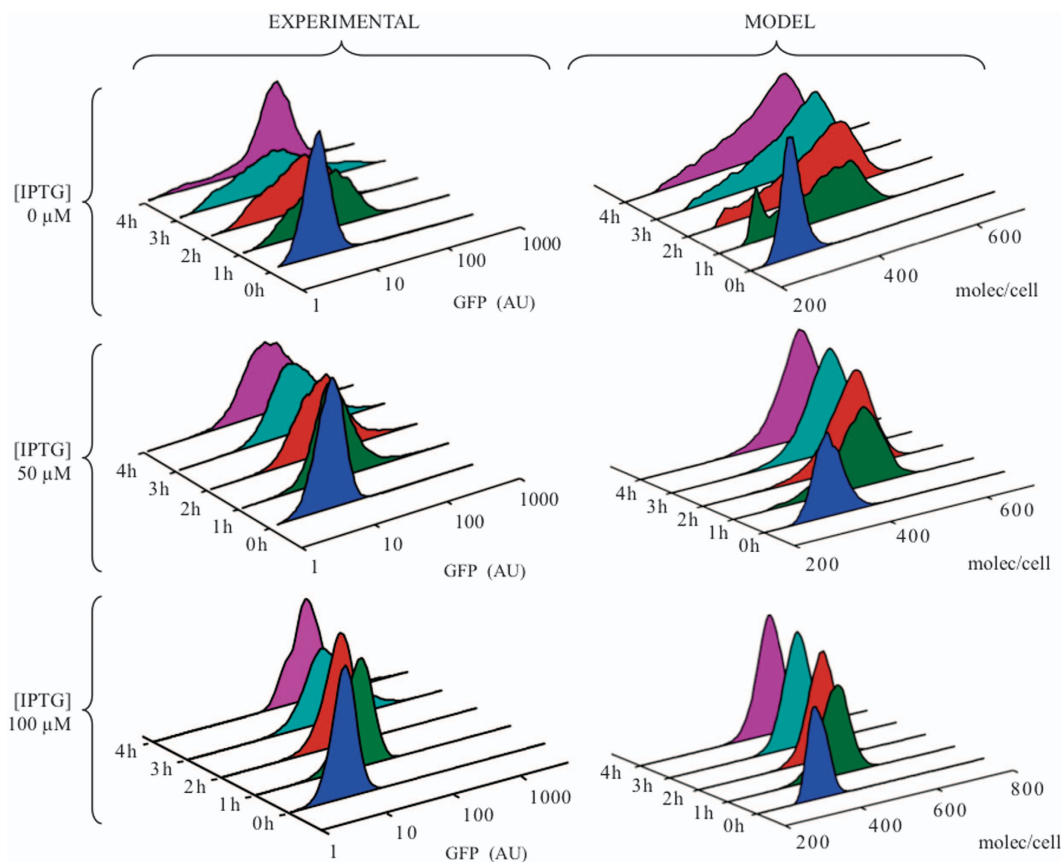 EXPERIMENTAL
MODEL
[IPTG]
0 µM
4h
3h
2h
1h
0h
1
10
100
1000
GFP (AU)
4h
3h
2h
1h
0h
200
400
600
molec/cell
[IPTG]
50 µM
4h
3h
2h
1h
0h
1
10
100
1000
GFP (AU)
4h
3h
2h
1h
0h
200
400
600
molec/cell
[IPTG]
100 µM
4h
3h
2h
1h
0h
1
10
100
1000
GFP (AU)
4h
3h
2h
1h
0h
200
400
600
800
molec/cell